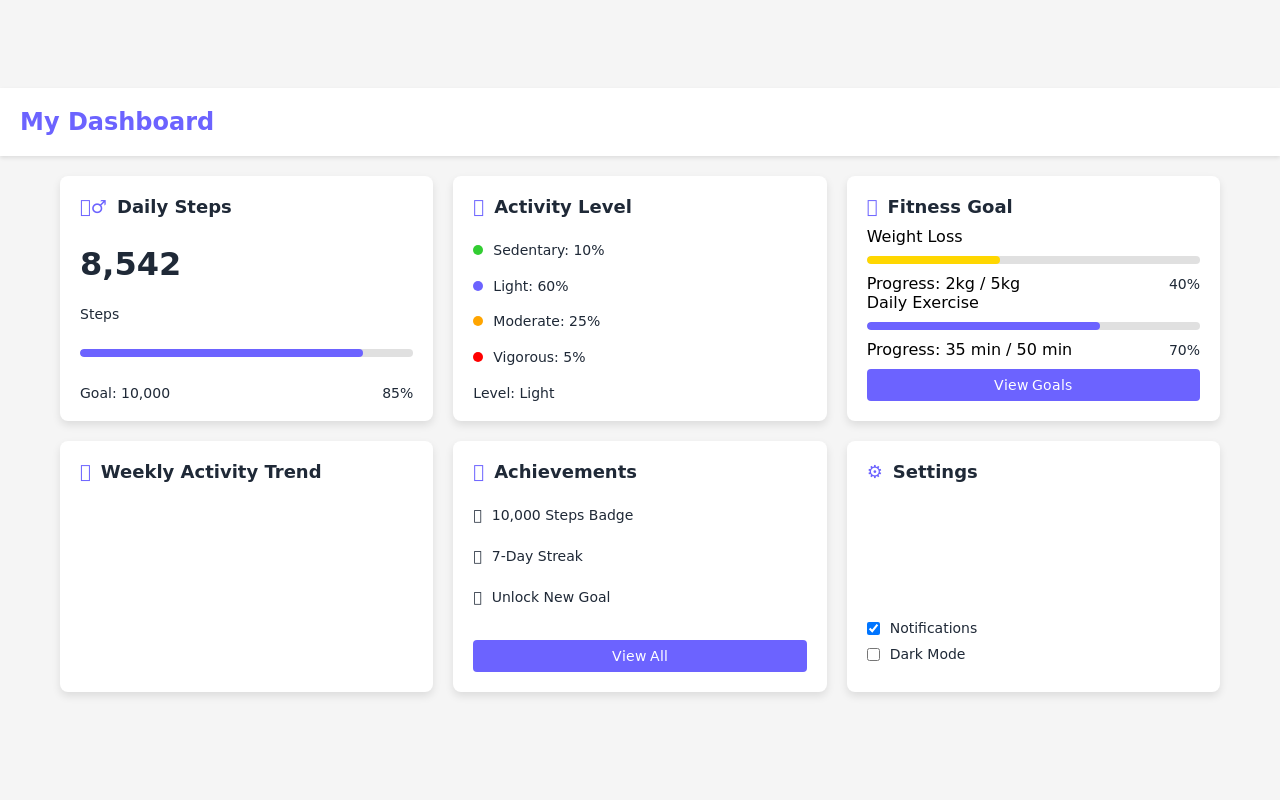 My Dashboard
♂ Daily Steps
8,542
Steps
Goal: 10,000 85%
Activity Level
Sedentary: 10%
Light: 60%
Moderate: 25%
Vigorous: 5%
Level: Light
Fitness Goal
Weight Loss
Progress: 2kg / 5kg 40%
Daily Exercise
Progress: 35 min / 50 min 70%
View Goals
Weekly Activity Trend
Achievements
10,000 Steps Badge
7-Day Streak
Unlock New Goal
View All
⚙ Settings
Notifications
Dark Mode